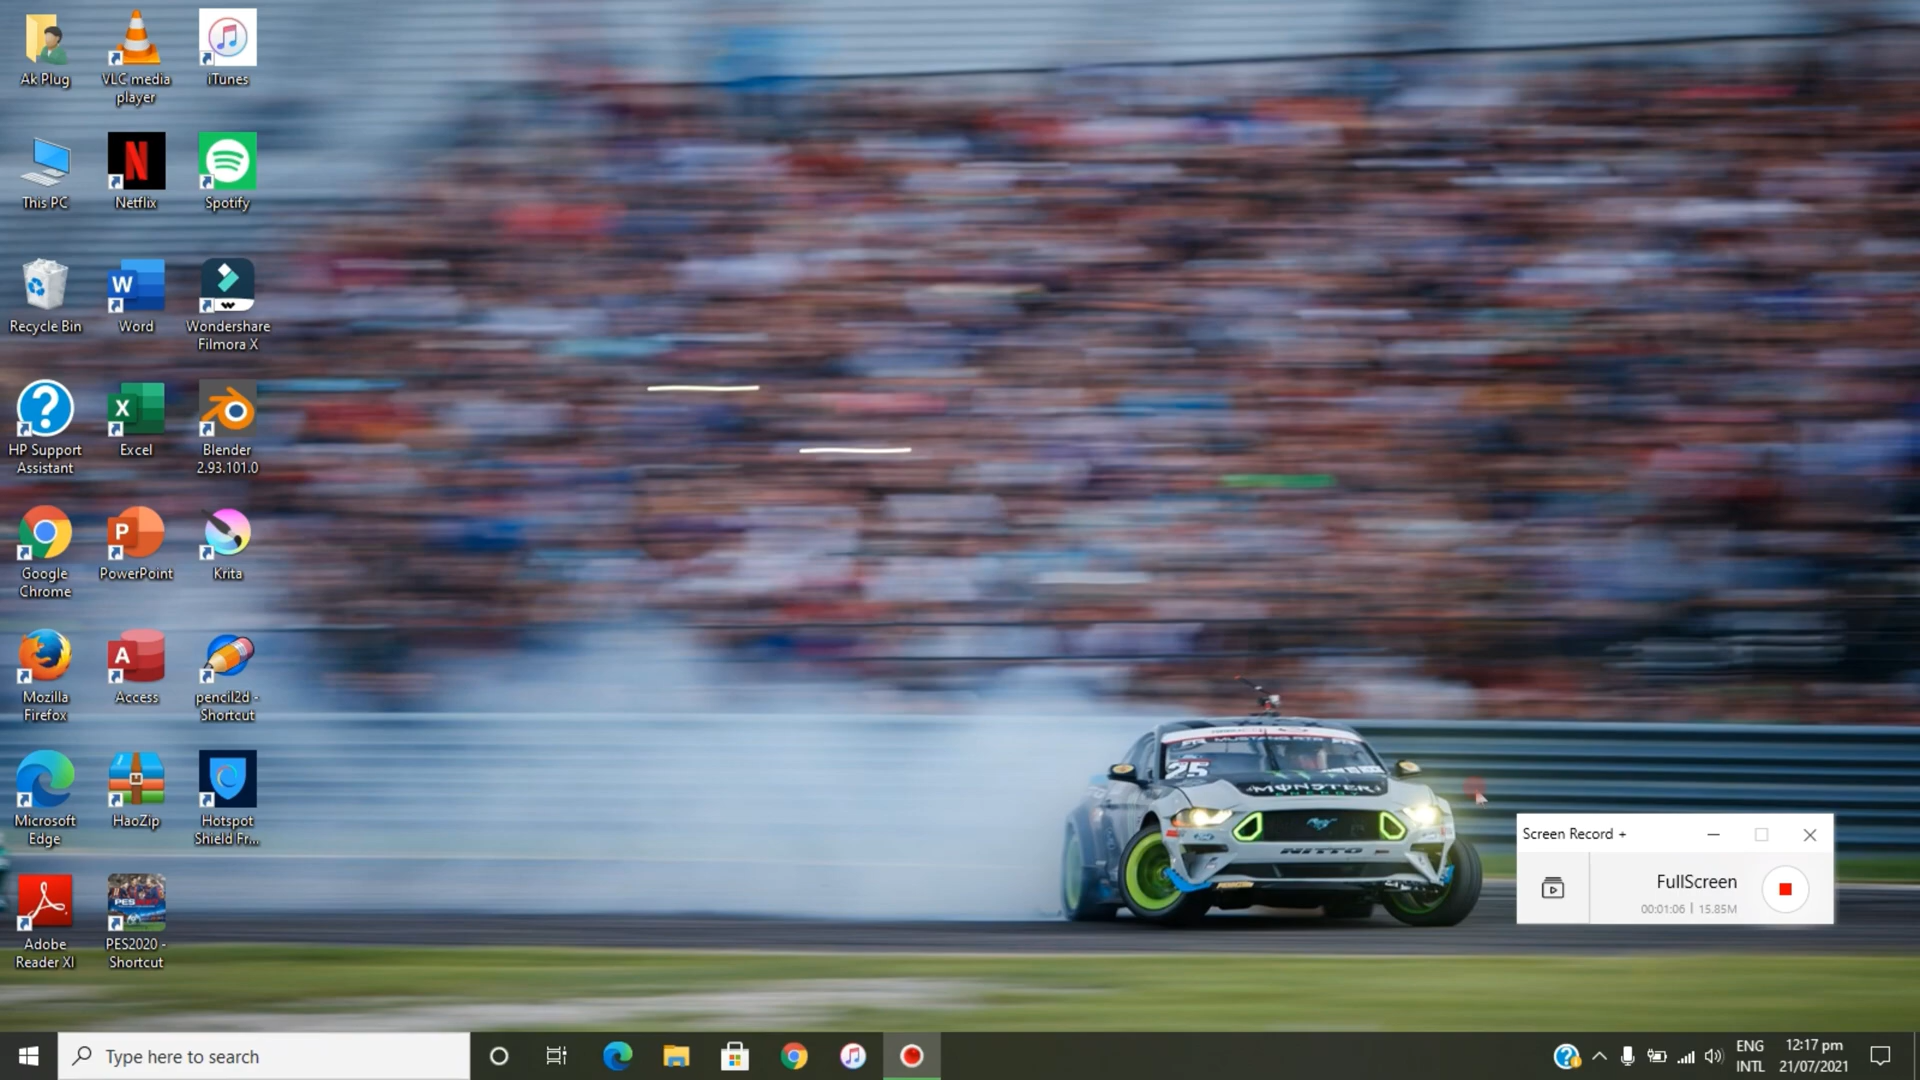 Ak Plug
VLC media
player
iTunes
This PC
Netflix
Spotify
Recycle Bin
Word
Wondershare
Filmora X
HP Support
Assistant
Excel
Blender
2.93.101.0
Google
Chrome
PowerPoint
Krita
Mozilla
Firefox
Access
pencil2d -
Shortcut
Microsoft
Edge
HaoZip
Hotspot
Shield Fr...
Adobe
Reader XI
PES2020 -
Shortcut
25
MONSTER
ENERGY
NITTO
Screen Record +
FullScreen
00:01:06 | 15.85M
Type here to search
ENG
INTL
12:17 pm
21/07/2021